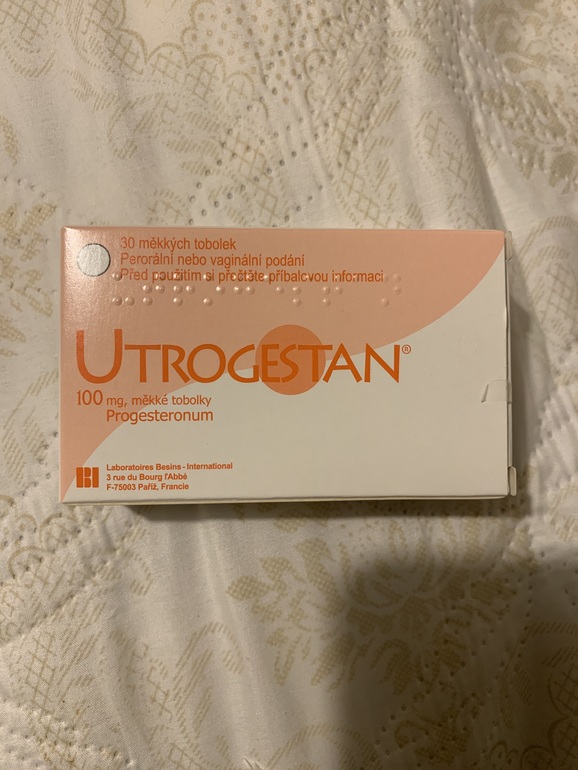 30 měkkých tobolek
Perorální nebo vaginální podání
Před použitím si přečtěte příbalovou informaci
UTROGESTAN®
100 mg, měkké tobolky
Progesteronum
BI
Laboratoires Besins - International
3 rue du Bourg l'Abbé
F-75003 Paříž, Francie